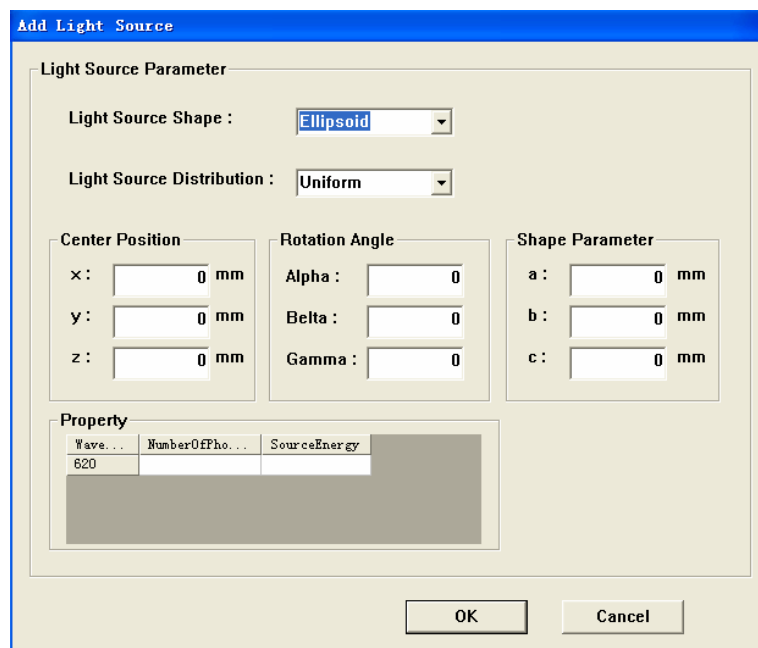 Add Light Source
Light Source Parameter
Light Source Shape :
Ellipsoid
Light Source Distribution :
Uniform
Center Position
x :
0 mm
y :
0 mm
z :
0 mm
Rotation Angle
Alpha :
0
Belta :
0
Gamma :
0
Shape Parameter
a :
0 mm
b :
0 mm
c :
0 mm
Property
Wave... NumberOfPho... SourceEnergy
620
OK Cancel